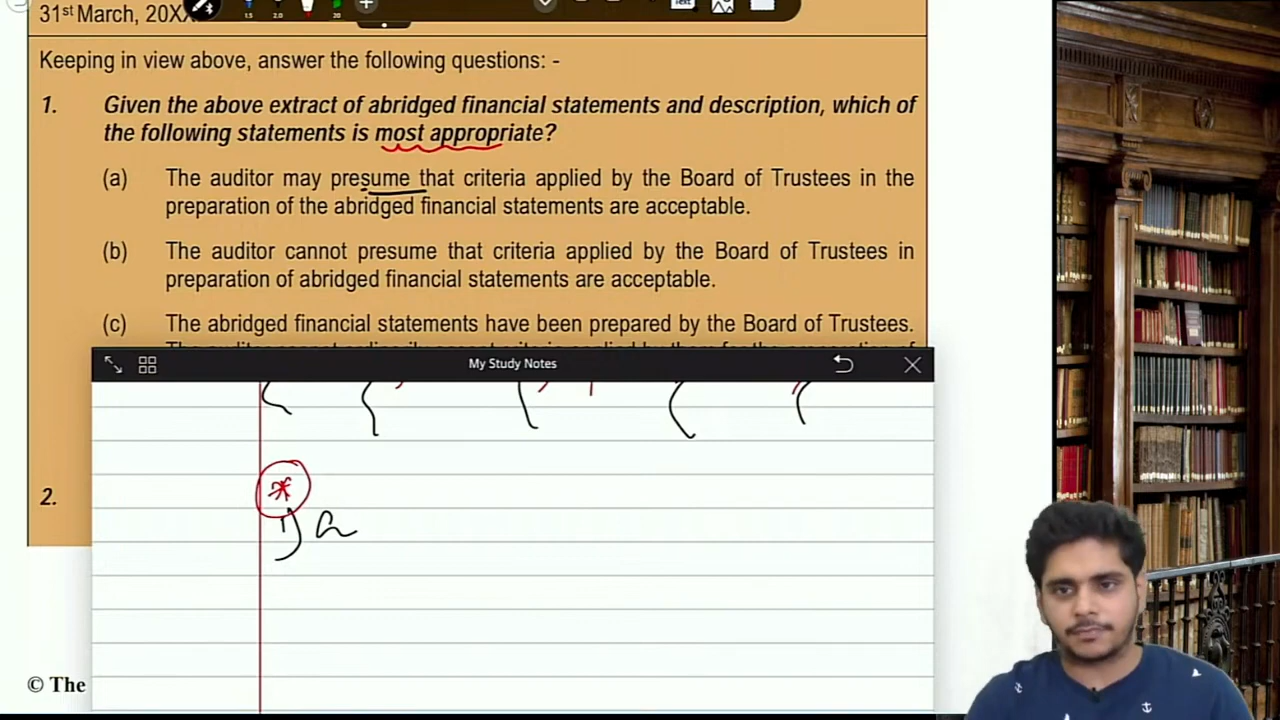 31st March, 20XX
Keeping in view above, answer the following questions: -
1. Given the above extract of abridged financial statements and description, which of
the following statements is most appropriate?
(a) The auditor may presume that criteria applied by the Board of Trustees in the
preparation of the abridged financial statements are acceptable.
(b) The auditor cannot presume that criteria applied by the Board of Trustees in
preparation of abridged financial statements are acceptable.
(c) The abridged financial statements have been prepared by the Board of Trustees.
My Study Notes
2.
© The